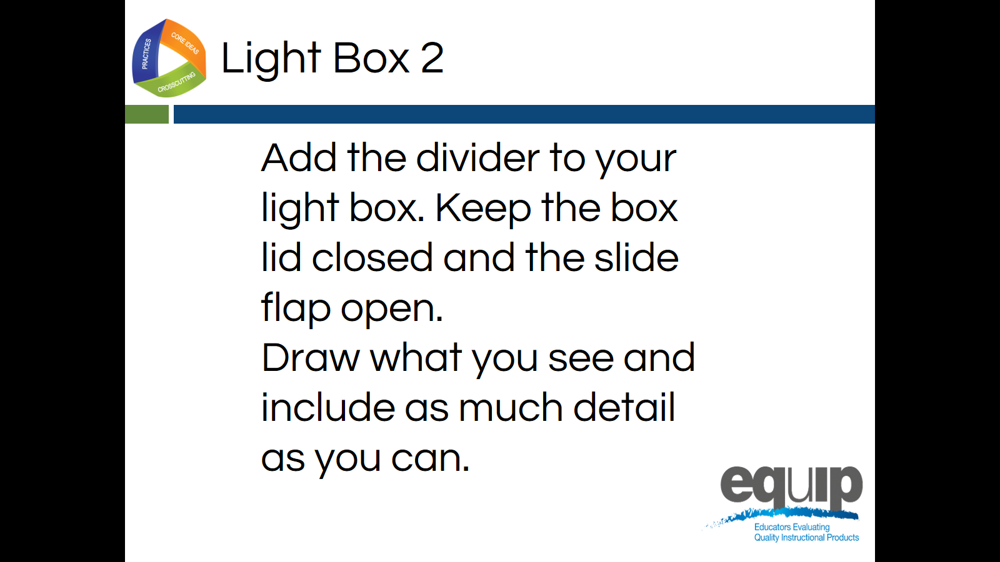 PRACTICES
CORE IDEAS
CROSSCUTTING
Light Box 2
Add the divider to your
light box. Keep the box
lid closed and the slide
flap open.
Draw what you see and
include as much detail
as you can.
equip
Educators Evaluating
Quality Instructional Products